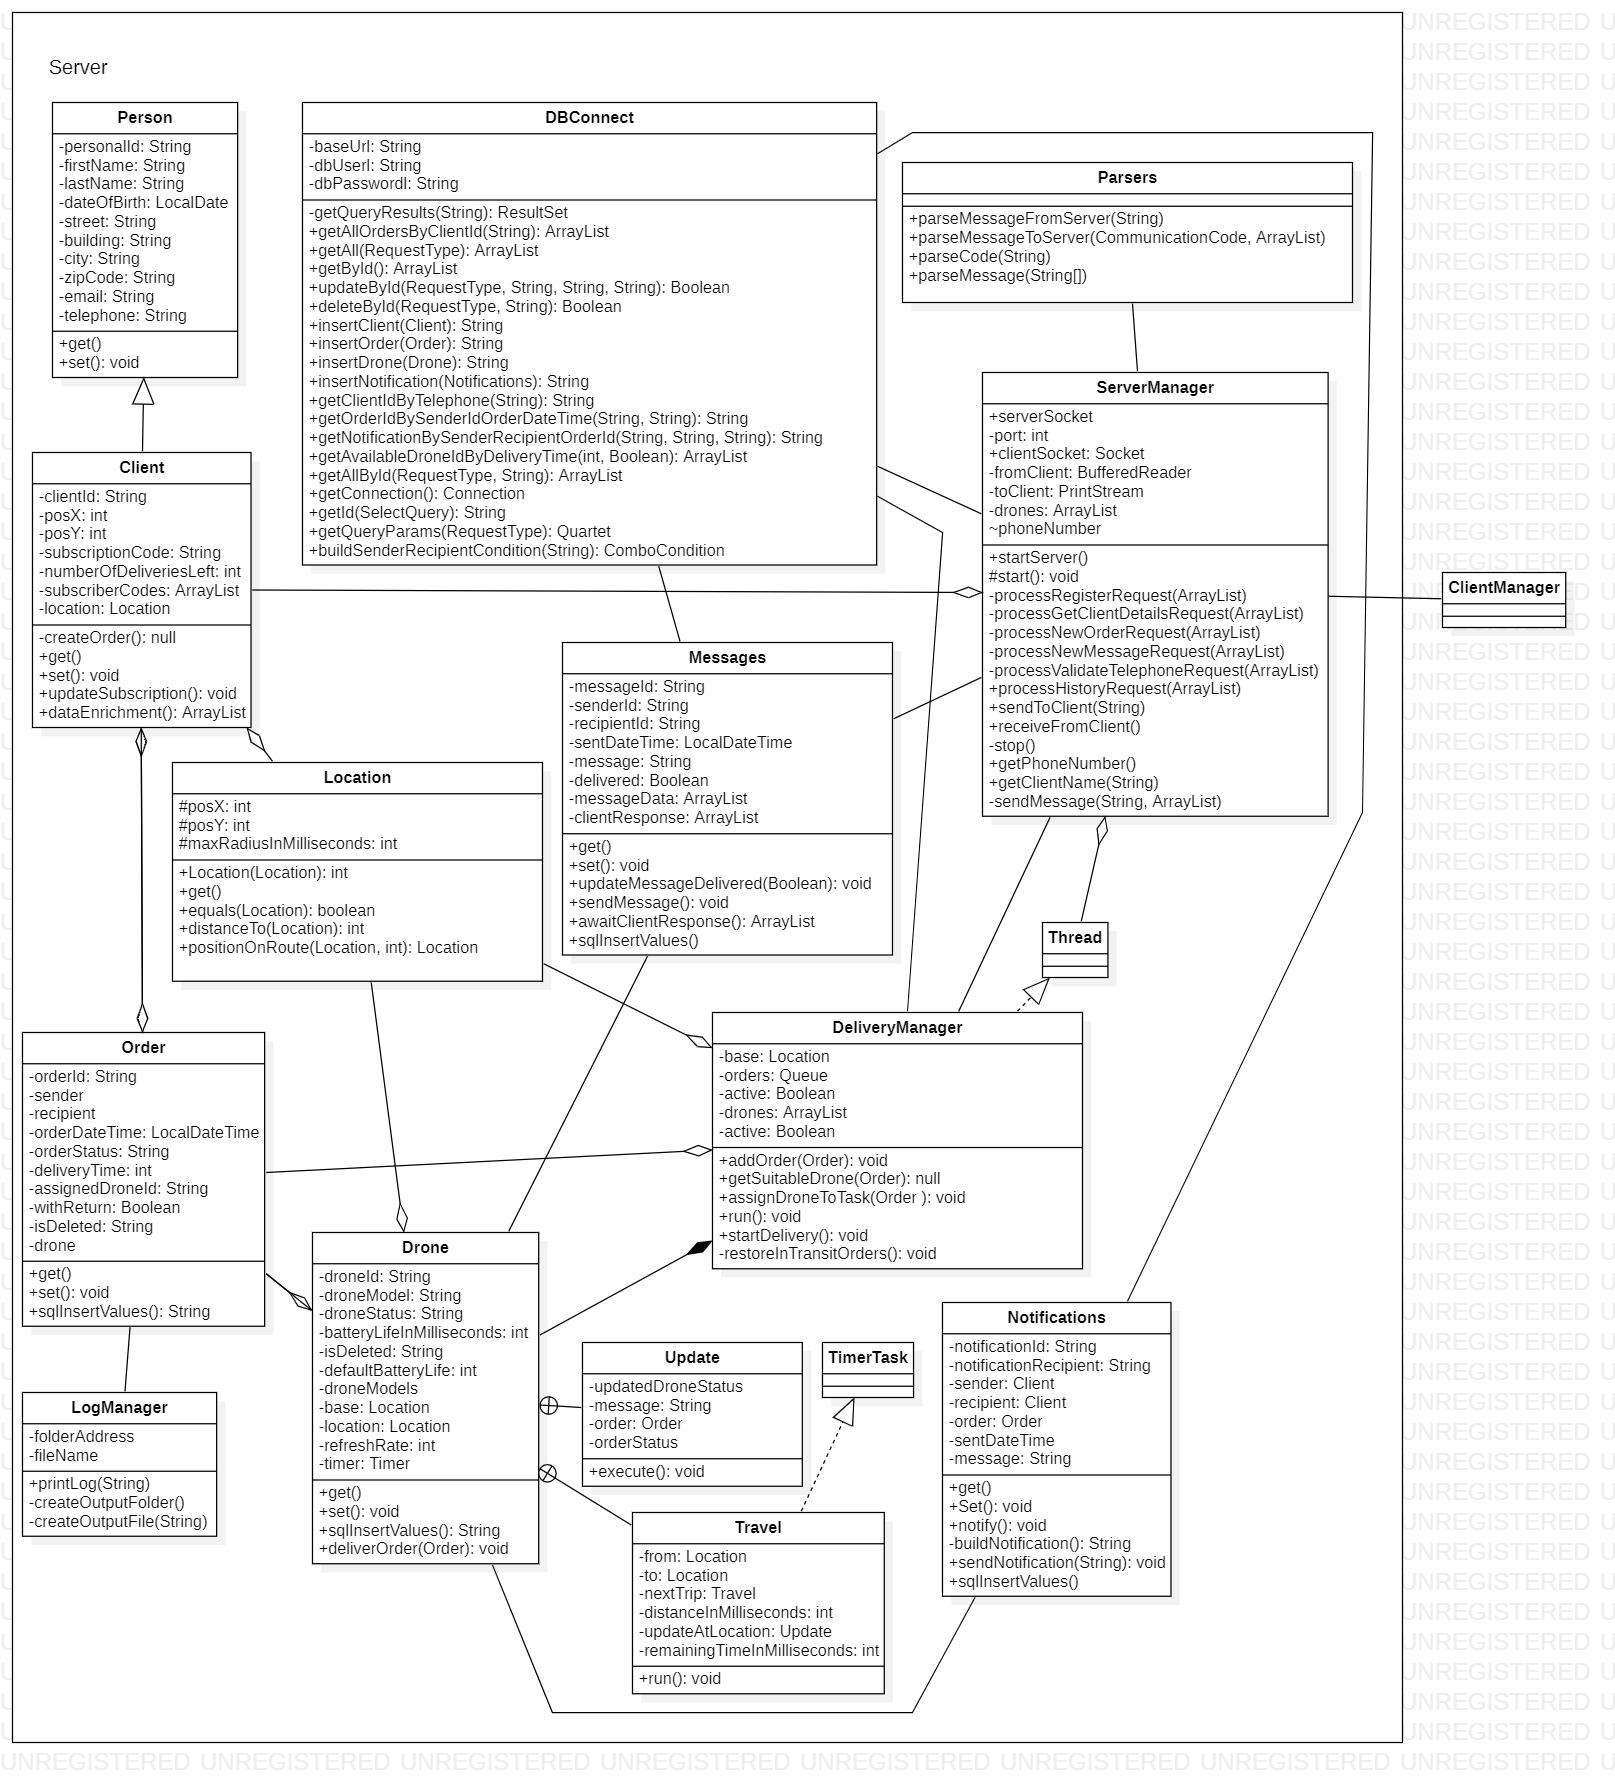 Server
Person
-personalId: String
-firstName: String
-lastName: String
-dateOfBirth: LocalDate
-street: String
-building: String
-city: String
-zipCode: String
-email: String
-telephone: String
+get()
+set(): void
DBConnect
-baseUrl: String
-dbUserl: String
-dbPasswordl: String
-getQueryResults(String): ResultSet
+getAllOrdersByClientId(String): ArrayList
+getAll(RequestType): ArrayList
+getById(): ArrayList
+updateById(RequestType, String, String, String): Boolean
+deleteById(RequestType, String): Boolean
+insertClient(Client): String
+insertOrder(Order): String
+insertDrone(Drone): String
+insertNotification(Notifications): String
+getClientIdByTelephone(String): String
+getOrderIdBySenderIdOrderDateTime(String, String): String
+getNotificationBySenderRecipientOrderId(String, String, String): String
+getAvailableDroneIdByDeliveryTime(int, Boolean): ArrayList
+getAllById(RequestType, String): ArrayList
+getConnection(): Connection
+getId(SelectQuery): String
+getQueryParams(RequestType): Quartet
+buildSenderRecipientCondition(String): ComboCondition
Parsers
+parseMessageFromServer(String)
+parseMessageToServer(CommunicationCode, ArrayList)
+parseCode(String)
+parseMessage(String[])
ServerManager
+serverSocket
-port: int
+clientSocket: Socket
-fromClient: BufferedReader
-toClient: PrintStream
-drones: ArrayList
~phoneNumber
+startServer()
#start(): void
-processRegisterRequest(ArrayList)
-processGetClientDetailsRequest(ArrayList)
-processNewOrderRequest(ArrayList)
-processNewMessageRequest(ArrayList)
-processValidateTelephoneRequest(ArrayList)
+processHistoryRequest(ArrayList)
+sendToClient(String)
+receiveFromClient()
-stop()
+getPhoneNumber()
+getClientName(String)
-sendMessage(String, ArrayList)
ClientManager
Client
-clientId: String
-posX: int
-posY: int
-subscriptionCode: String
-numberOfDeliveriesLeft: int
-subscriberCodes: ArrayList
-location: Location
-createOrder(): null
+get()
+set(): void
+updateSubscription(): void
+dataEnrichment(): ArrayList
Messages
-messageId: String
-senderId: String
-recipientId: String
-sentDateTime: LocalDateTime
-message: String
-delivered: Boolean
-messageData: ArrayList
-clientResponse: ArrayList
+get()
+set(): void
+updateMessageDelivered(Boolean): void
+sendMessage(): void
+awaitClientResponse(): ArrayList
+sqlInsertValues()
Location
#posX: int
#posY: int
#maxRadiusInMilliseconds: int
+Location(Location): int
+get()
+equals(Location): boolean
+distanceTo(Location): int
+positionOnRoute(Location, int): Location
Thread
DeliveryManager
-base: Location
-orders: Queue
-active: Boolean
-drones: ArrayList
-active: Boolean
+addOrder(Order): void
+getSuitableDrone(Order): null
+assignDroneToTask(Order ): void
+run(): void
+startDelivery(): void
-restoreInTransitOrders(): void
Order
-orderId: String
-sender
-recipient
-orderDateTime: LocalDateTime
-orderStatus: String
-deliveryTime: int
-assignedDroneId: String
-withReturn: Boolean
-isDeleted: String
-drone
+get()
+set(): void
+sqlInsertValues(): String
Drone
-droneId: String
-droneModel: String
-droneStatus: String
-batteryLifeInMilliseconds: int
-isDeleted: String
-defaultBatteryLife: int
-droneModels
-base: Location
-location: Location
-refreshRate: int
-timer: Timer
+get()
+set(): void
+sqlInsertValues(): String
+deliverOrder(Order): void
LogManager
-folderAddress
-fileName
+printLog(String)
-createOutputFolder()
-createOutputFile(String)
Update
-updatedDroneStatus
-message: String
-order: Order
-orderStatus
+execute(): void
TimerTask
Travel
-from: Location
-to: Location
-nextTrip: Travel
-distanceInMilliseconds: int
-updateAtLocation: Update
-remainingTimeInMilliseconds: int
+run(): void
Notifications
-notificationId: String
-notificationRecipient: String
-sender: Client
-recipient: Client
-order: Order
-sentDateTime
-message: String
+get()
+Set(): void
+notify(): void
-buildNotification(): String
+sendNotification(String): void
+sqlInsertValues()
UNREGISTERED UNREGISTERED UNREGISTERED UNREGISTERED UNREGISTERED UNREGISTERED UNREGISTERED UNREGISTERED